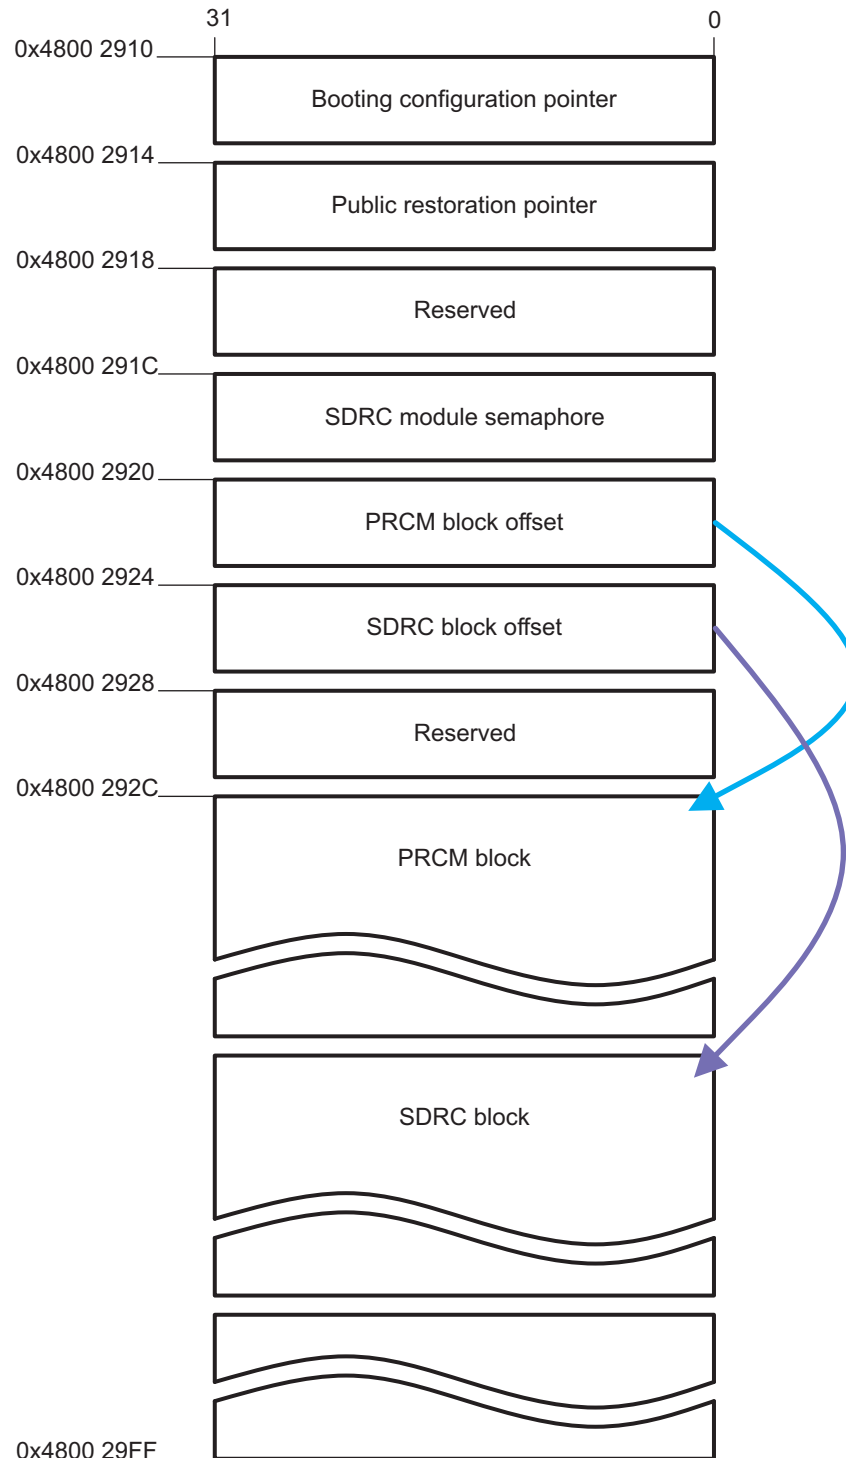 31 0
0x4800 2910
Booting configuration pointer
0x4800 2914
Public restoration pointer
0x4800 2918
Reserved
0x4800 291C
SDRC module semaphore
0x4800 2920
PRCM block offset
0x4800 2924
SDRC block offset
0x4800 2928
Reserved
0x4800 292C
PRCM block
SDRC block
0x4800 29FF